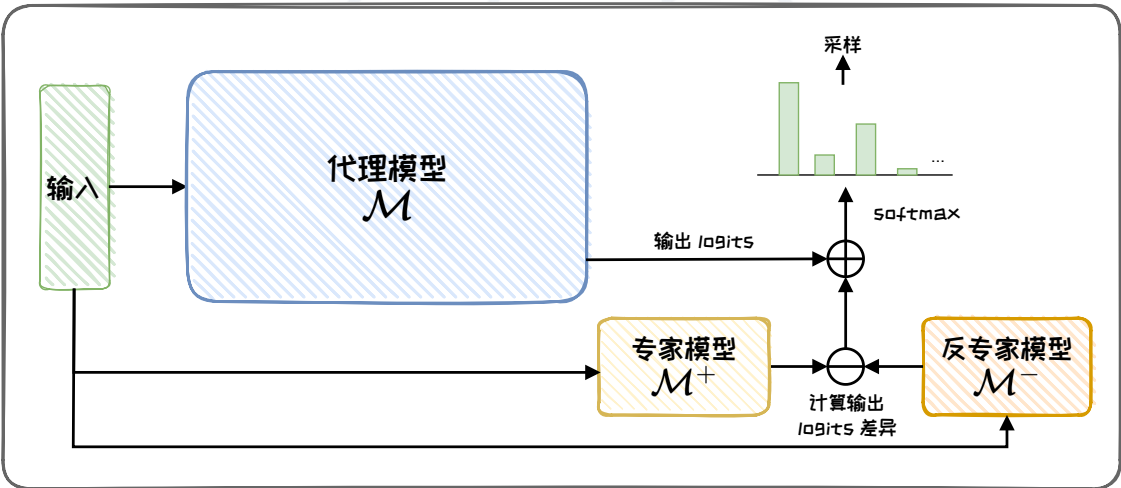 采样
...
输入
代理模型
M
softmax
输出 logits
专家模型
M+
反专家模型
M−
计算输出
logits 差异